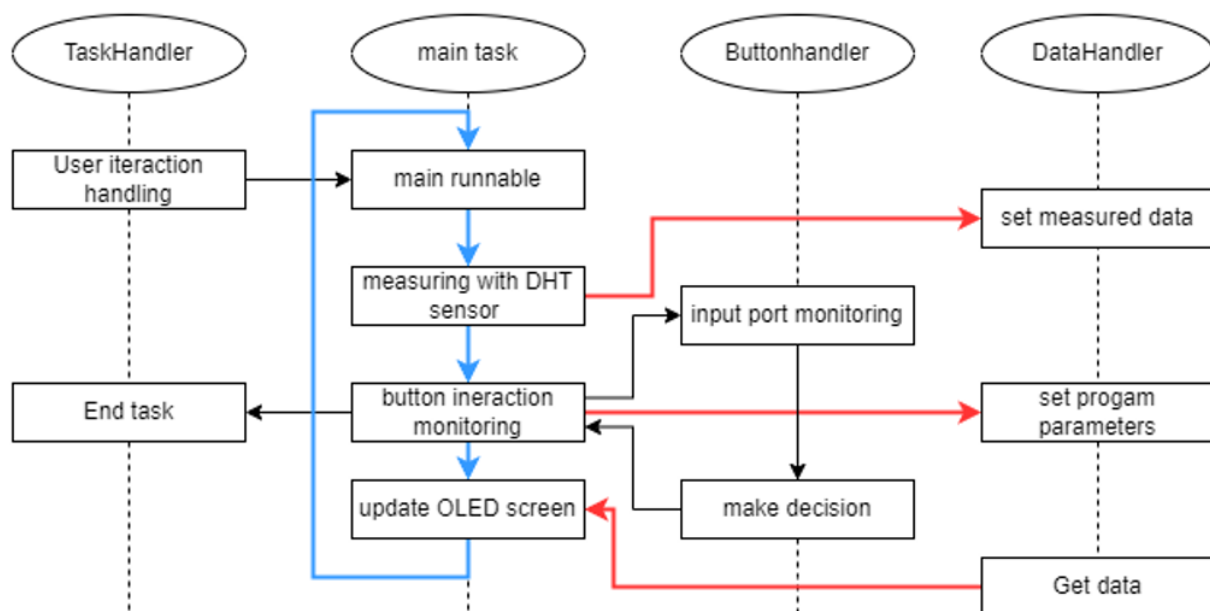 TaskHandler
main task
Buttonhandler
DataHandler
User iteraction
handling
main runnable
set measured data
measuring with DHT
sensor
input port monitoring
End task
button ineraction
monitoring
set progam
parameters
update OLED screen
make decision
Get data